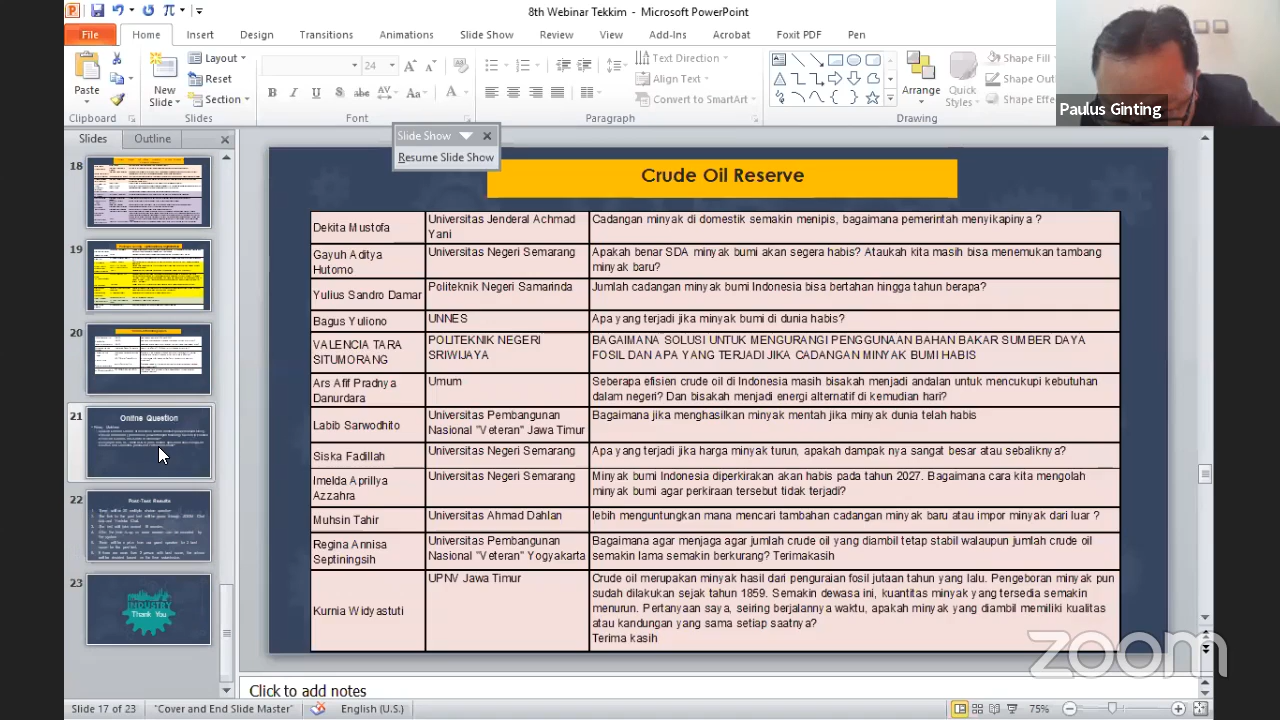 8th Webinar Tekkim - Microsoft PowerPoint
File Home Insert Design Transitions Animations Slide Show Review View Add-Ins Acrobat Foxit PDF Pen
Paste
Clipboard
New Slide
Layout
Reset
Section
Slides
24
Font
Text Direction
Align Text
Convert to SmartArt
Paragraph
Arrange
Quick Styles
Shape Fill
Shape Ou
Shape Effe
Drawing
Paulus Ginting
Slides Outline
Slide Show
Resume Slide Show
18
19
20
21
Online Question
22
Post-Test Results
23
Thank You
Crude Oil Reserve
Dekita Mustofa
Universitas Jenderal Achmad
Yani
Cadangan minyak di domestik semakin menipis, bagaimana pemerintah menyikapinya ?
Gayuh Aditya
Hutomo
Universitas Negeri Semarang
Apakah benar SDA minyak bumi akan segera habis? Ataukah kita masih bisa menemukan tambang
minyak baru?
Yulius Sandro Damar
Politeknik Negeri Samarinda
Jumlah cadangan minyak bumi Indonesia
hingga tahun berapa?
Bagus Yuliono
UNNES
Apa yang terjadi jika minyak bumi di dunia habis?
TARA
SITUMORANG
POLITEKNIK NEGERI
SRIWIJAYA
BAGAIMANA SOLUSI UNTUK MENGURANGI PENGGUNAAN BAHAN BAKAR SUMBER DAYA
FOSIL DAN APA YANG TERJADI JIKA CADANGAN MINYAK BUMI HABIS
Ars Afif Pradnya
Danurdara
Umum
Seberapa efisien crude oil di Indonesia masih bisakah menjadi andalan untuk mencukupi kebutuhan
dalam negeri? Dan bisakah menjadi energi alternatif di kemudian hari?
Labib Sarwochito
Universitas Pembangunan
Nasional "Veteran" Jawa Timur
Bagaimana jika menghasilkan minyak mentah jika minyak dunia telah habis
Siska Fadillah
Universitas Negeri Semarang
Apa yang terjadi jika harga minyak turun, apakah dampak nya sangat besar atau sebaliknya?
Imelda Aprillya
Azzahra
Universitas Negeri Semarang
Minyak bumi Indonesia diperkirakan akan habis pada tahun 2027. Bagaimana cara kita mengolah
minyak bumi agar perkiraan tersebut tidak terjadi?
Muhsin Tahir
Universitas Ahmad Dahlan
Lebih menguntungkan mana mencari tambang minyak baru atau impor minyak dari luar ?
Regina Annisa
Septiningsih
Universitas Pembangunan
Nasional "Veteran" Yogyakarta
Bagaimana agar menjaga agar jumlah crude oil yang diambil tetap stabil walaupun jumlah crude oil
semakin lama semakin berkurang? Terima kasih
Kurnia Widyastuti
UPNV Jawa Timur
Crude oil merupakan minyak hasil dari penguraian fosil jutaan tahun yang lalu. Pengeboran minyak pun
sudah dilakukan sejak tahun 1859. Semakin dewasa ini, kuantitas minyak yang tersedia semakin
menurun. Pertanyaan saya, seiring begalannya eksplorasi, apakah minyak yang diambil memiliki kualitas
atau kandungan yang sama setiap saatnya?
Terima kasih
zoom
Click to add notes
Slide 17 of 23 "Cover and End Slide Master" English (U.S.) 75%